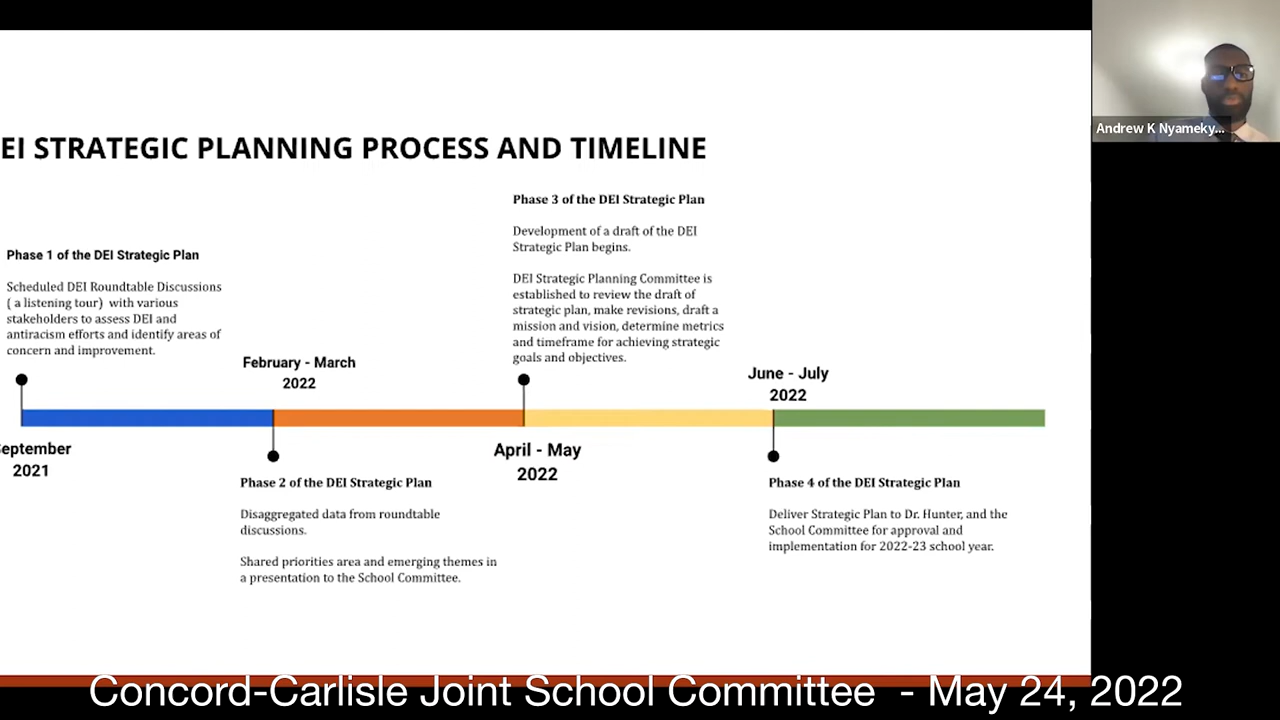 EI STRATEGIC PLANNING PROCESS AND TIMELINE
Phase 1 of the DEI Strategic Plan
Scheduled DEI Roundtable Discussions
( a listening tour) with various
stakeholders to assess DEI and
antiracism efforts and identify areas of
concern and improvement.
September
2021
February - March
2022
Phase 2 of the DEI Strategic Plan
Disaggregated data from roundtable
discussions.
Shared priorities area and emerging themes in
a presentation to the School Committee.
Phase 3 of the DEI Strategic Plan
Development of a draft of the DEI
Strategic Plan begins.
DEI Strategic Planning Committee is
established to review the draft of
strategic plan, make revisions, draft a
mission and vision, determine metrics
and timeframe for achieving strategic
goals and objectives.
April - May
2022
June - July
2022
Phase 4 of the DEI Strategic Plan
Deliver Strategic Plan to Dr. Hunter, and the
School Committee for approval and
implementation for 2022-23 school year.
Andrew K Nyameky...
Concord-Carlisle Joint School Committee - May 24, 2022